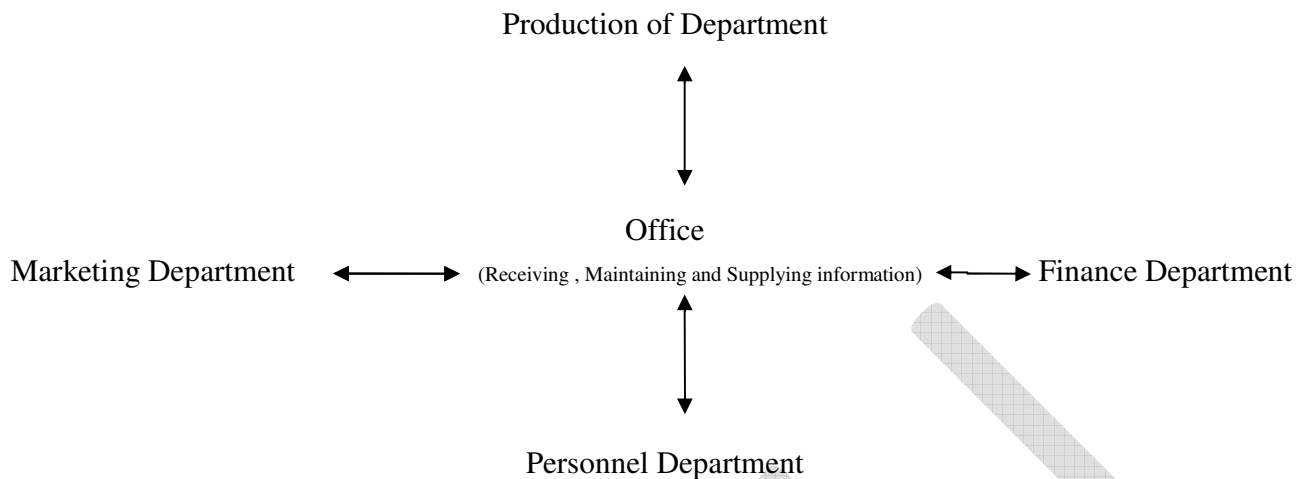 Production of Department
Office
Marketing Department
(Receiving , Maintaining and Supplying information)
Finance Department
Personnel Department